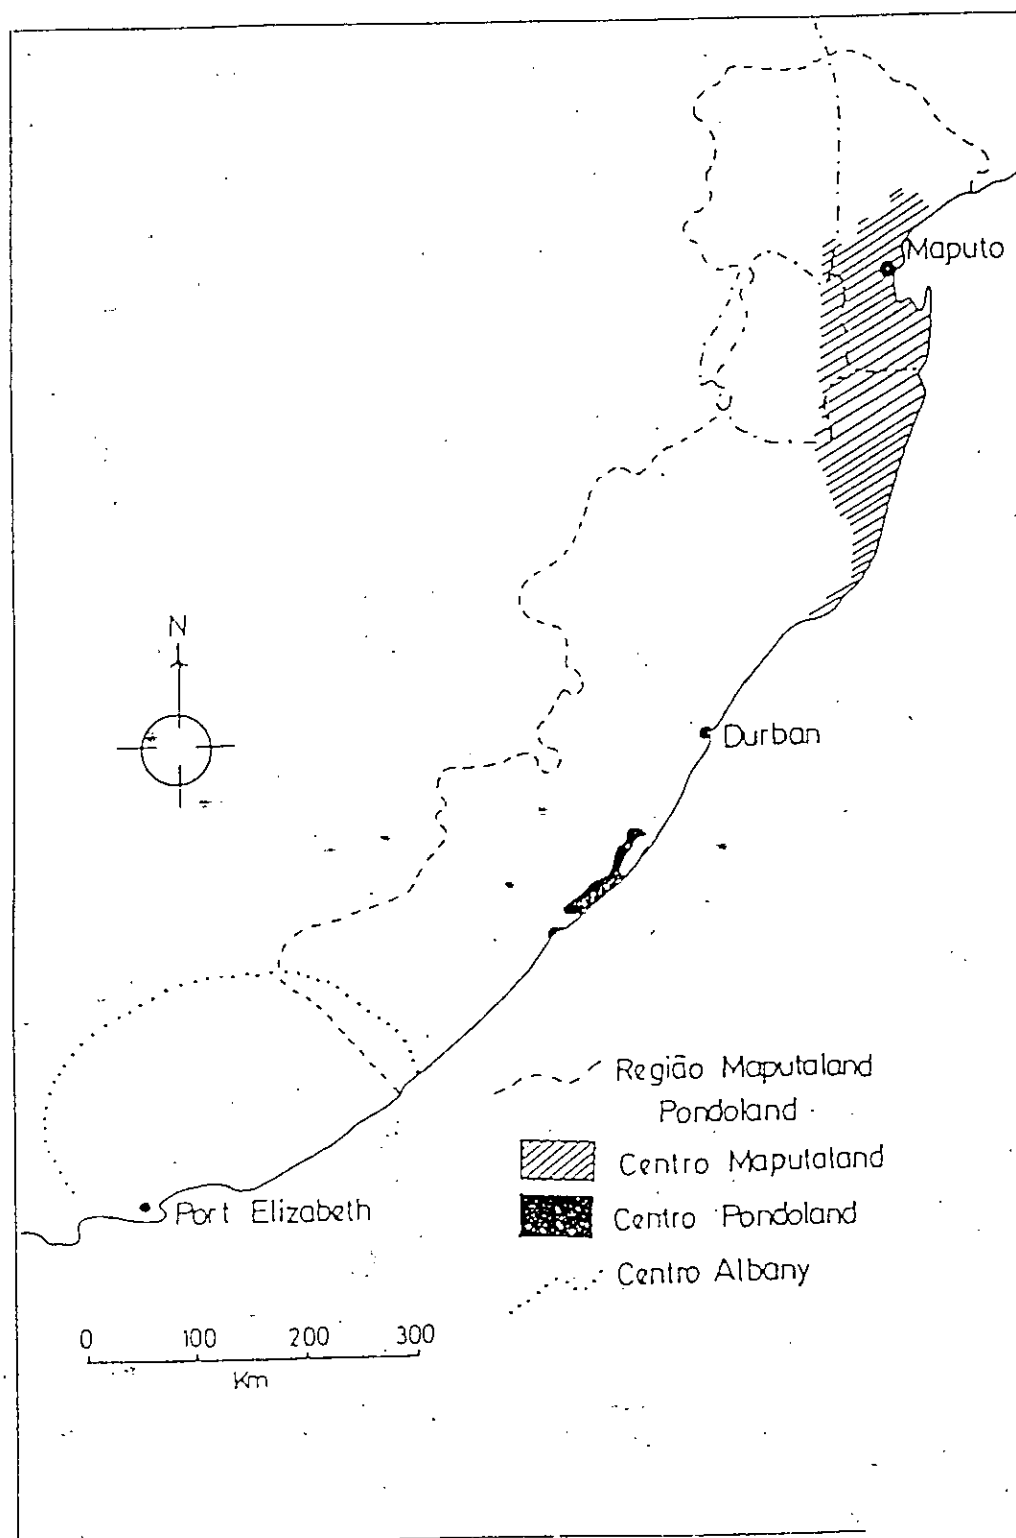 Maputo
N
Durban
Região Maputaland
Pondoland
Centro Maputaland
Centro Pondoland
Port Elizabeth
Centro Albany
0 100 200 300
Km